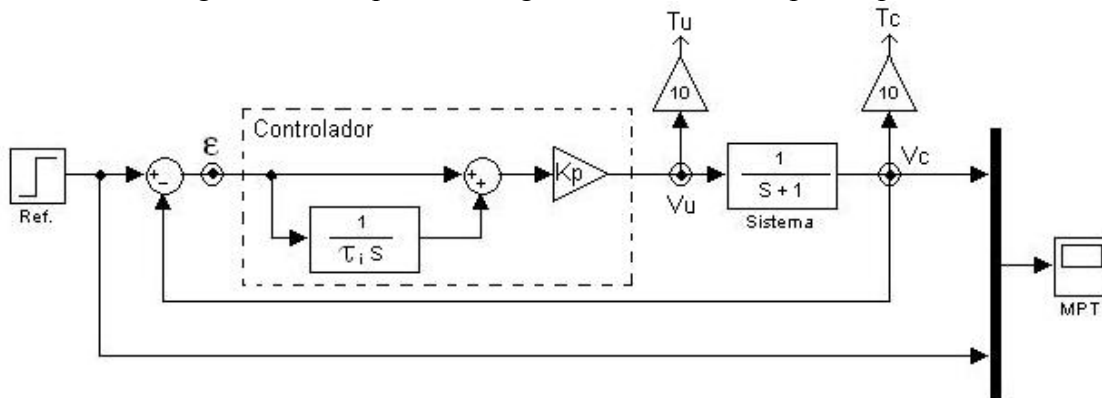 Tu
Tc
10
10
Controlador
ε
+
−
+
+
Kp
1
S + 1
Vc
Ref.
1
τi S
Vu
Sistema
MPT